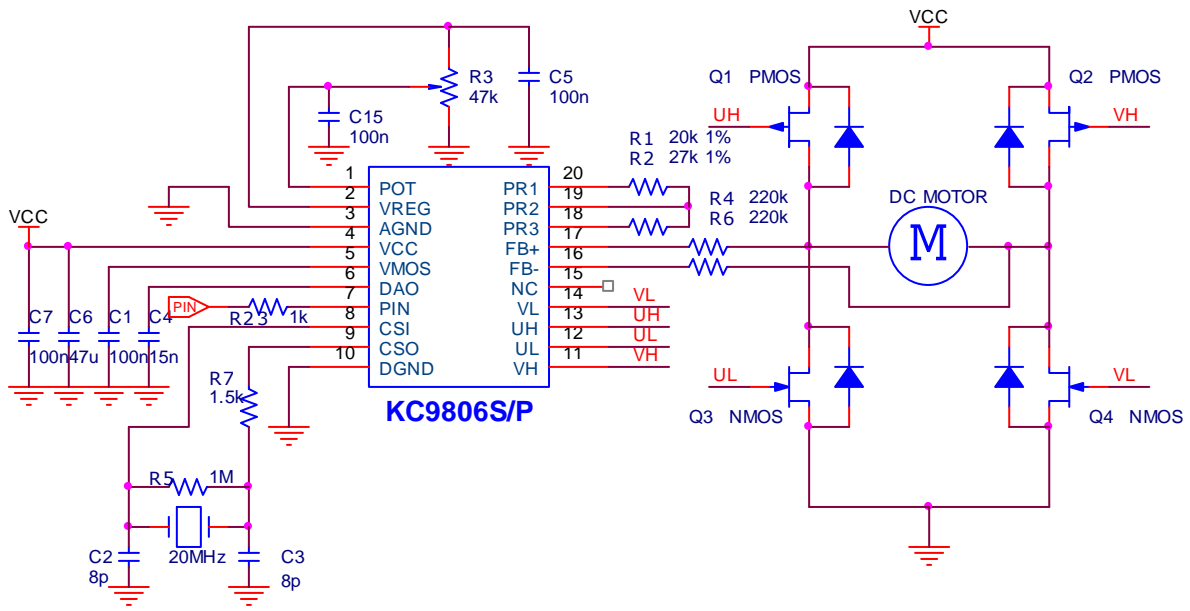 VCC
Q1 PMOS
Q2 PMOS
UH
VH
R3
47k
C5
100n
C15
100n
R1 20k 1%
R2 27k 1%
R4 220k
R6 220k
DC MOTOR
M
1
2
3
4
5
6
7
8
9
10
POT
VREG
AGND
VCC
VMOS
DAO
PIN
CSI
CSO
DGND
20
19
18
17
16
15
14
13
12
11
PR1
PR2
PR3
FB+
FB-
NC
VL
UH
UL
VH
VL
UH
UL
VH
KC9806S/P
VCC
PIN
R23 1k
C7
100n
C6
47u
C1
100n
C4
15n
R7
1.5k
R5 1M
C2
8p
20MHz
C3
8p
UL
VL
Q3 NMOS
Q4 NMOS